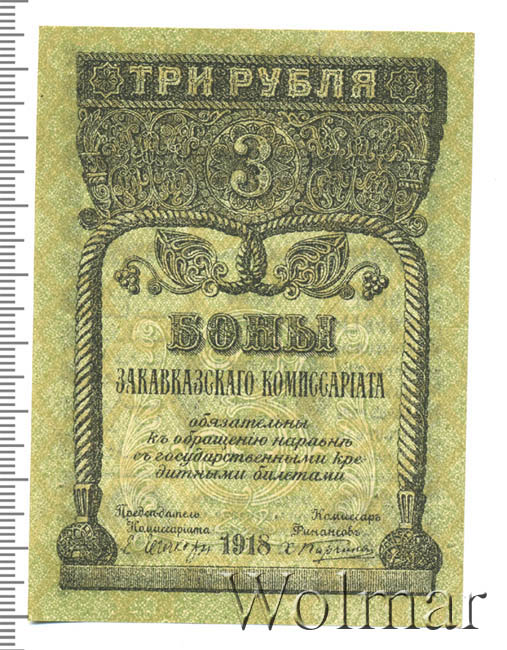 ТРИ РУБЛЯ
3
БОНЫ
ЗАКАВКАЗСКАГО КОМИССАРІАТА
обязательны
къ обращенію наравнѣ
съ государственными кре-
дитными билетами
Предсѣдатель Комиссаръ
Комиссаріата Финансовъ
1918
Wolmar